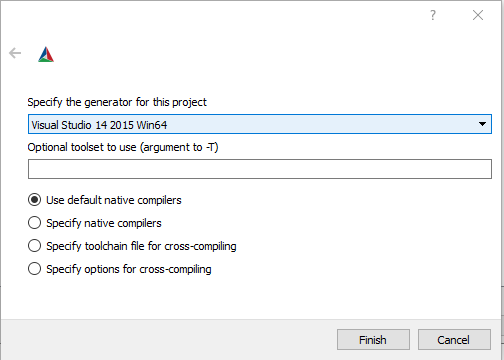 ?
Specify the generator for this project
Visual Studio 14 2015 Win64
Optional toolset to use (argument to -T)
Use default native compilers
Specify native compilers
Specify toolchain file for cross-compiling
Specify options for cross-compiling
Finish Cancel